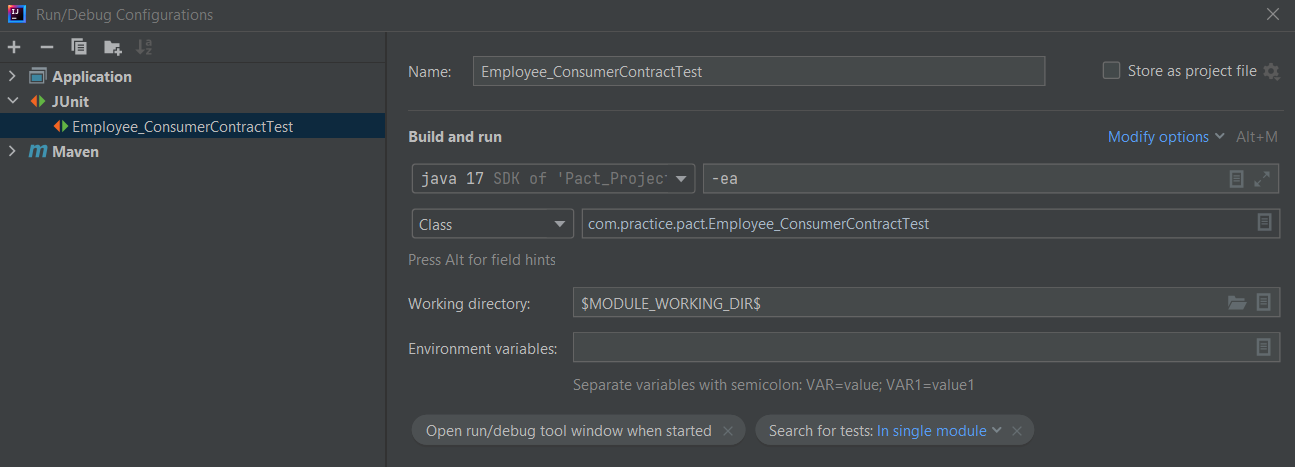 Run/Debug Configurations
Application
JUnit
Employee_ConsumerContractTest
Maven
Name: Employee_ConsumerContractTest Store as project file
Build and run Modify options Alt+M
java 17 SDK of 'Pact_Projec -ea
Class com.practice.pact.Employee_ConsumerContractTest
Press Alt for field hints
Working directory: $MODULE_WORKING_DIR$
Environment variables:
Separate variables with semicolon: VAR=value; VAR1=value1
Open run/debug tool window when started × Search for tests: In single module ×